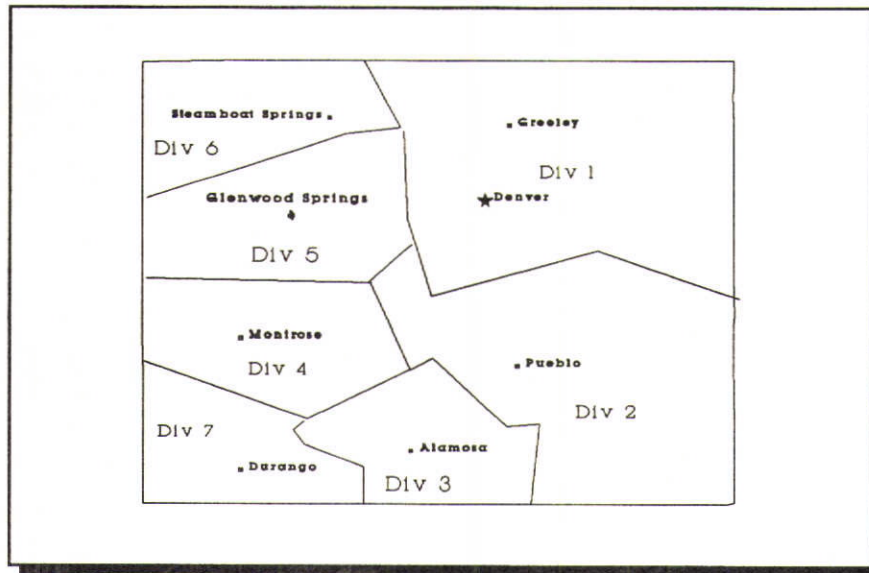 Steamboat Springs
Greeley
Div 6
Div 1
Glenwood Springs
Denver
Div 5
Montrose
Pueblo
Div 4
Div 2
Div 7
Alamosa
Durango
Div 3